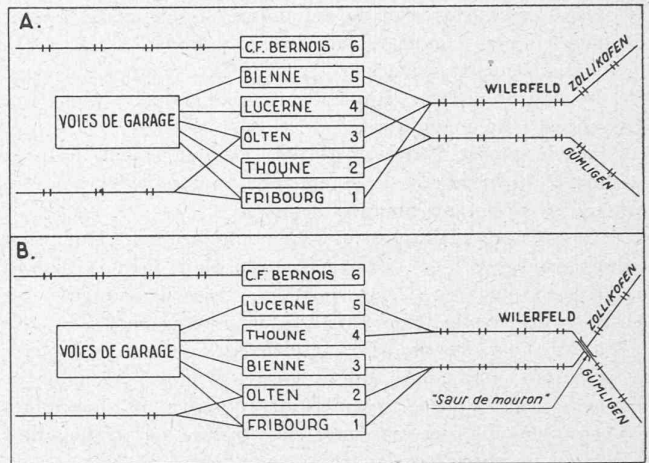 A.
C.F. BERNOIS 6
BIENNE 5
LUCERNE 4
OLTEN 3
THOUNE 2
FRIBOURG 1
VOIES DE GARAGE
WILERFELD
ZOLLIKOFEN
GÜMLIGEN
B.
C.F. BERNOIS 6
LUCERNE 5
THOUNE 4
BIENNE 3
OLTEN 2
FRIBOURG 1
VOIES DE GARAGE
WILERFELD
ZOLLIKOFEN
GÜMLIGEN
"Saut de mouton"